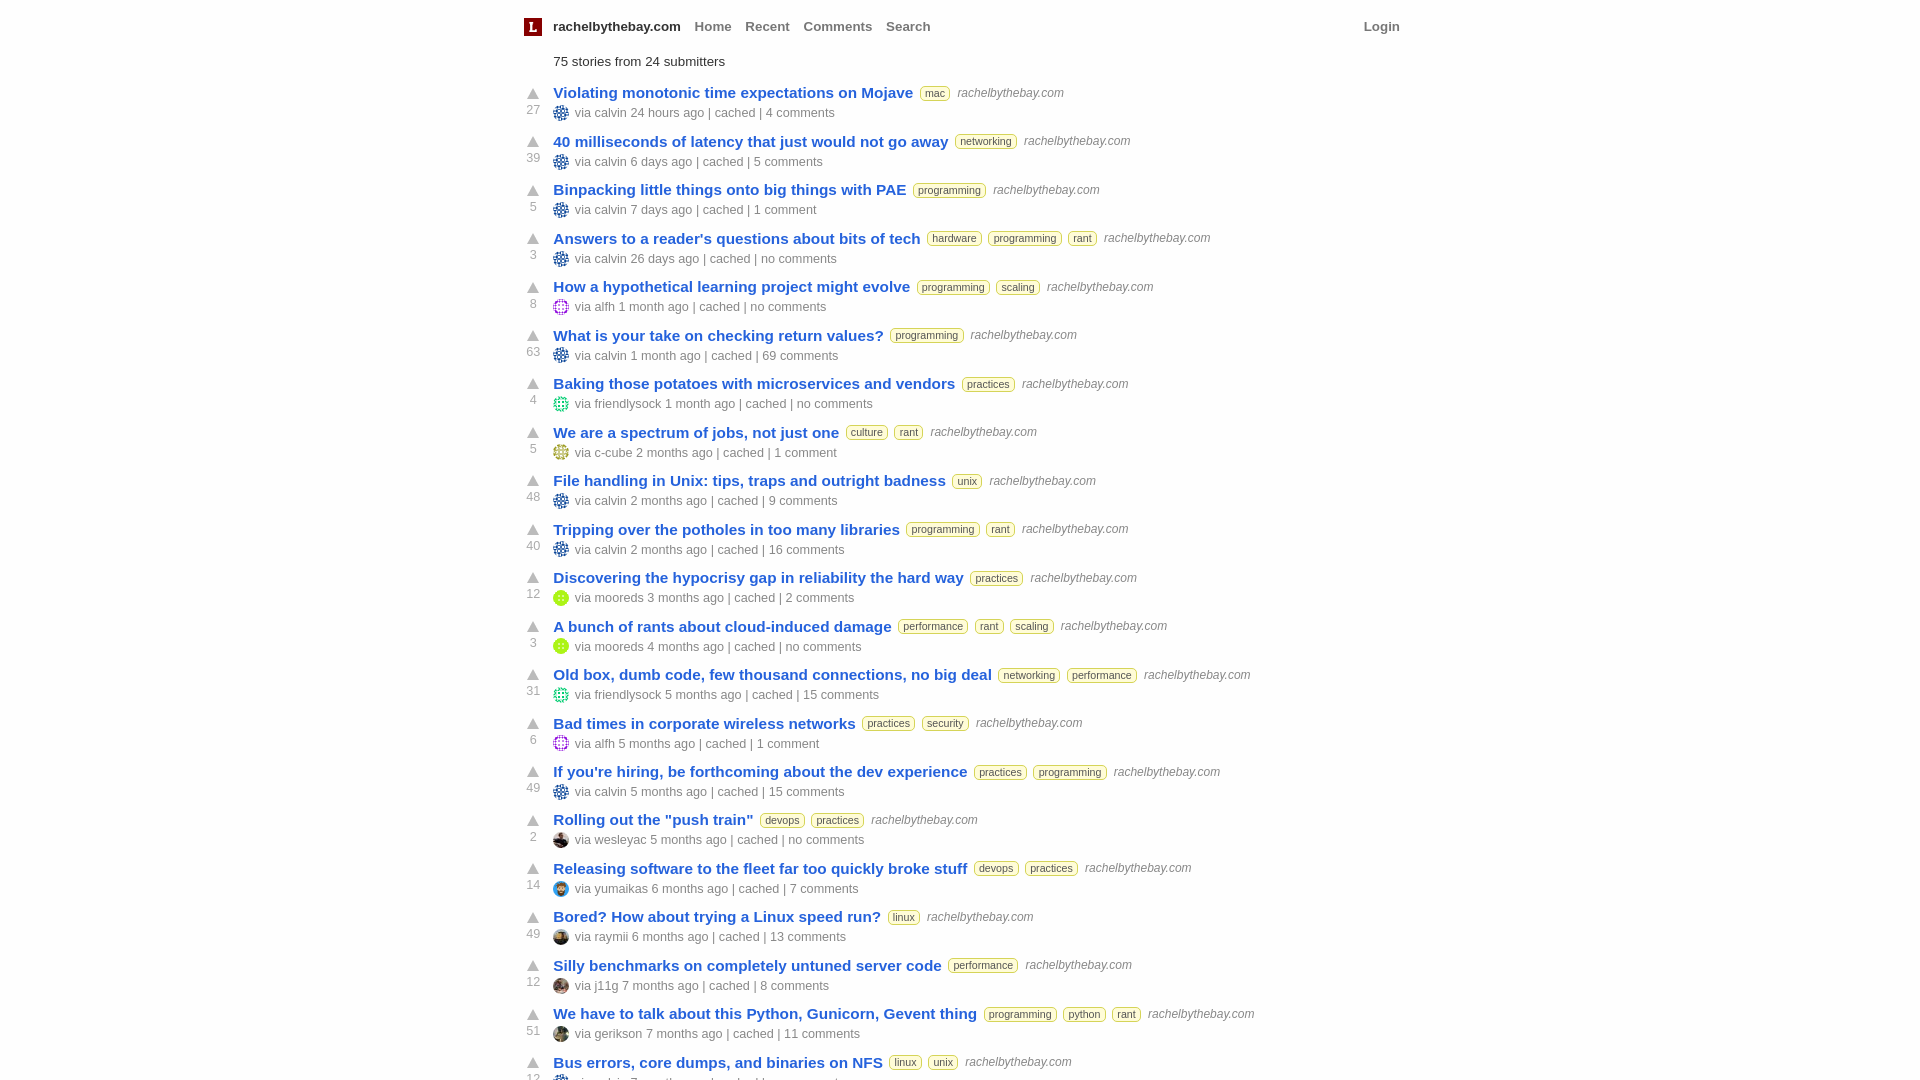 L rachelbythebay.com Home Recent Comments Search Login
75 stories from 24 submitters
Violating monotonic time expectations on Mojave mac rachelbythebay.com
27 via calvin 24 hours ago | cached | 4 comments
40 milliseconds of latency that just would not go away networking rachelbythebay.com
39 via calvin 6 days ago | cached | 5 comments
Binpacking little things onto big things with PAE programming rachelbythebay.com
5 via calvin 7 days ago | cached | 1 comment
Answers to a reader's questions about bits of tech hardware programming rant rachelbythebay.com
3 via calvin 26 days ago | cached | no comments
How a hypothetical learning project might evolve programming scaling rachelbythebay.com
8 via alfh 1 month ago | cached | no comments
What is your take on checking return values? programming rachelbythebay.com
63 via calvin 1 month ago | cached | 69 comments
Baking those potatoes with microservices and vendors practices rachelbythebay.com
4 via friendlysock 1 month ago | cached | no comments
We are a spectrum of jobs, not just one culture rant rachelbythebay.com
5 via c-cube 2 months ago | cached | 1 comment
File handling in Unix: tips, traps and outright badness unix rachelbythebay.com
48 via calvin 2 months ago | cached | 9 comments
Tripping over the potholes in too many libraries programming rant rachelbythebay.com
40 via calvin 2 months ago | cached | 16 comments
Discovering the hypocrisy gap in reliability the hard way practices rachelbythebay.com
12 via mooreds 3 months ago | cached | 2 comments
A bunch of rants about cloud-induced damage performance rant scaling rachelbythebay.com
3 via mooreds 4 months ago | cached | no comments
Old box, dumb code, few thousand connections, no big deal networking performance rachelbythebay.com
31 via friendlysock 5 months ago | cached | 15 comments
Bad times in corporate wireless networks practices security rachelbythebay.com
6 via alfh 5 months ago | cached | 1 comment
If you're hiring, be forthcoming about the dev experience practices programming rachelbythebay.com
49 via calvin 5 months ago | cached | 15 comments
Rolling out the "push train" devops practices rachelbythebay.com
2 via wesleyac 5 months ago | cached | no comments
Releasing software to the fleet far too quickly broke stuff devops practices rachelbythebay.com
14 via yumaikas 6 months ago | cached | 7 comments
Bored? How about trying a Linux speed run? linux rachelbythebay.com
49 via raymii 6 months ago | cached | 13 comments
Silly benchmarks on completely untuned server code performance rachelbythebay.com
12 via j11g 7 months ago | cached | 8 comments
We have to talk about this Python, Gunicorn, Gevent thing programming python rant rachelbythebay.com
51 via gerikson 7 months ago | cached | 11 comments
Bus errors, core dumps, and binaries on NFS linux unix rachelbythebay.com
12